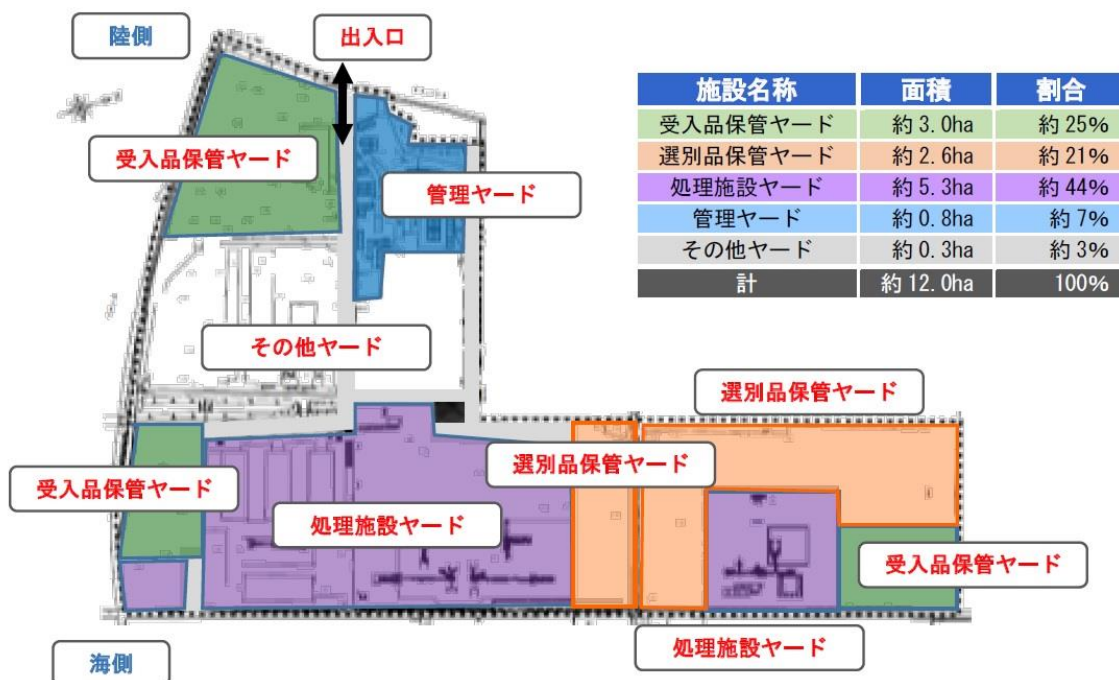 陸側
出入口
施設名称 面積 割合
受入品保管ヤード 約3.0ha 約25%
選別品保管ヤード 約2.6ha 約21%
処理施設ヤード 約5.3ha 約44%
管理ヤード 約0.8ha 約7%
その他ヤード 約0.3ha 約3%
計 約12.0ha 100%
受入品保管ヤード
管理ヤード
その他ヤード
選別品保管ヤード
選別品保管ヤード
受入品保管ヤード
処理施設ヤード
受入品保管ヤード
処理施設ヤード
海側